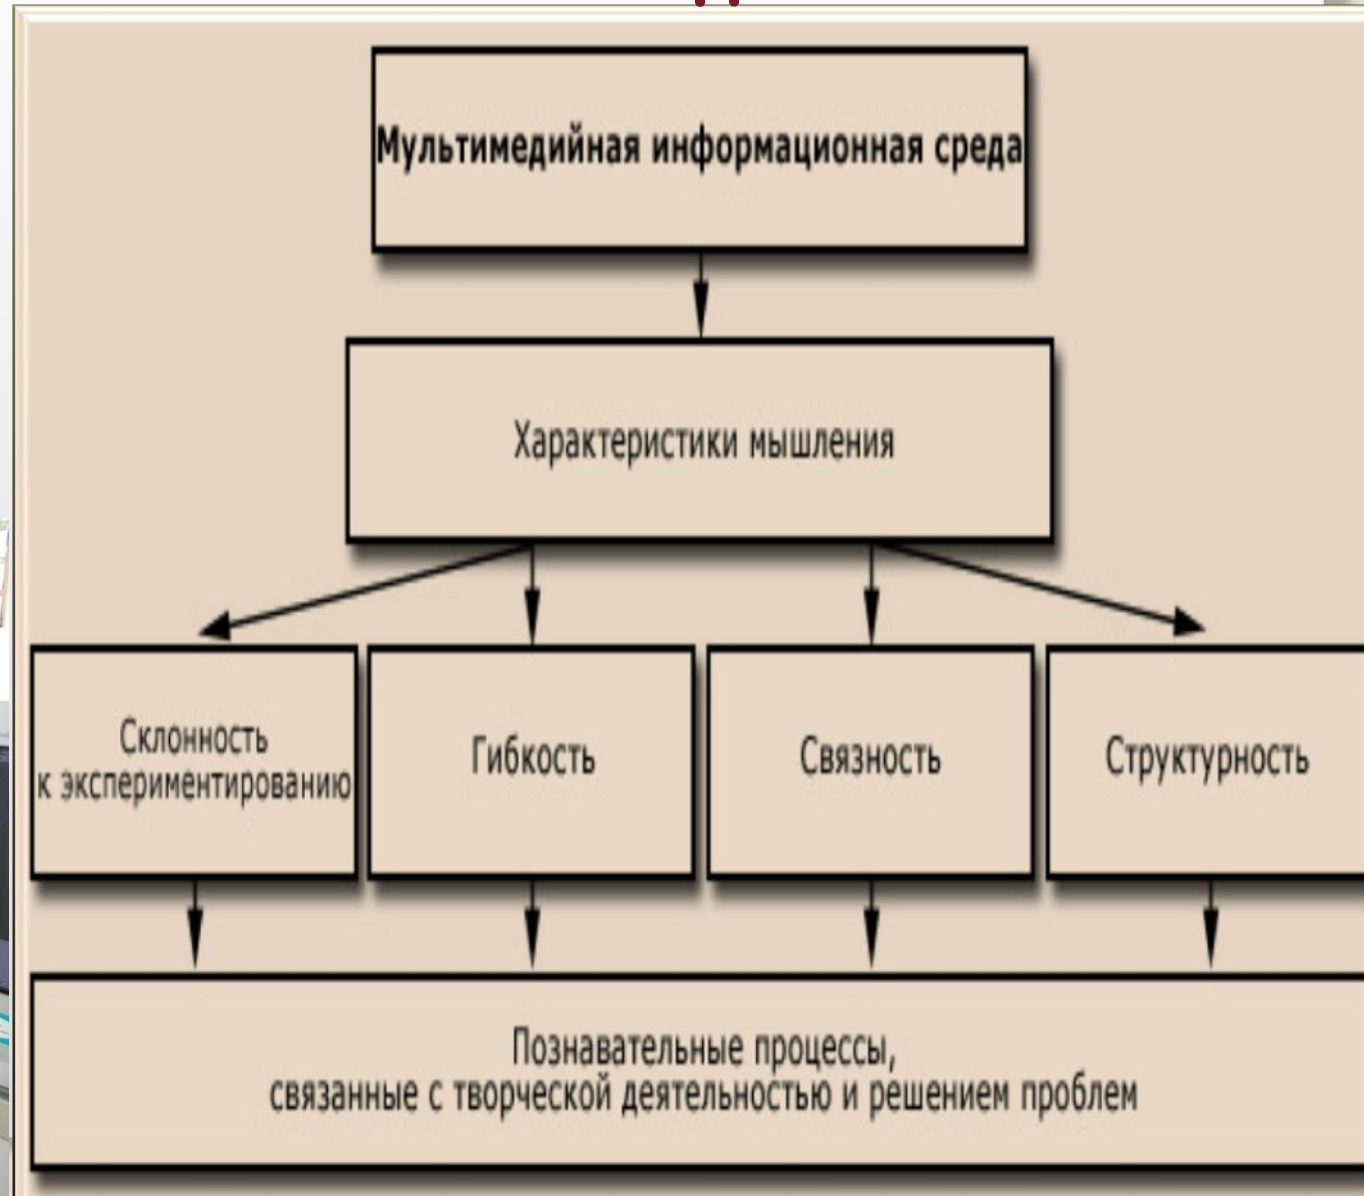 Мультимедийная информационная среда
Характеристики мышления
Склонность
к экспериментированию
Гибкость
Связность
Структурность
Познавательные процессы,
связанные с творческой деятельностью и решением проблем